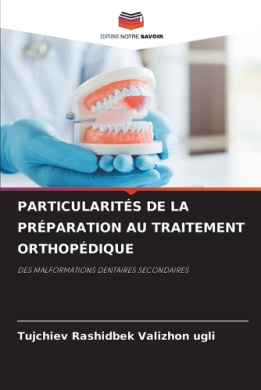 EDITIONS NOTRE SAVOIR
PARTICULARITÉS DE LA
PRÉPARATION AU TRAITEMENT
ORTHOPÉDIQUE
DES MALFORMATIONS DENTAIRES SECONDAIRES
Tujchiev Rashidbek Valizhon ugli